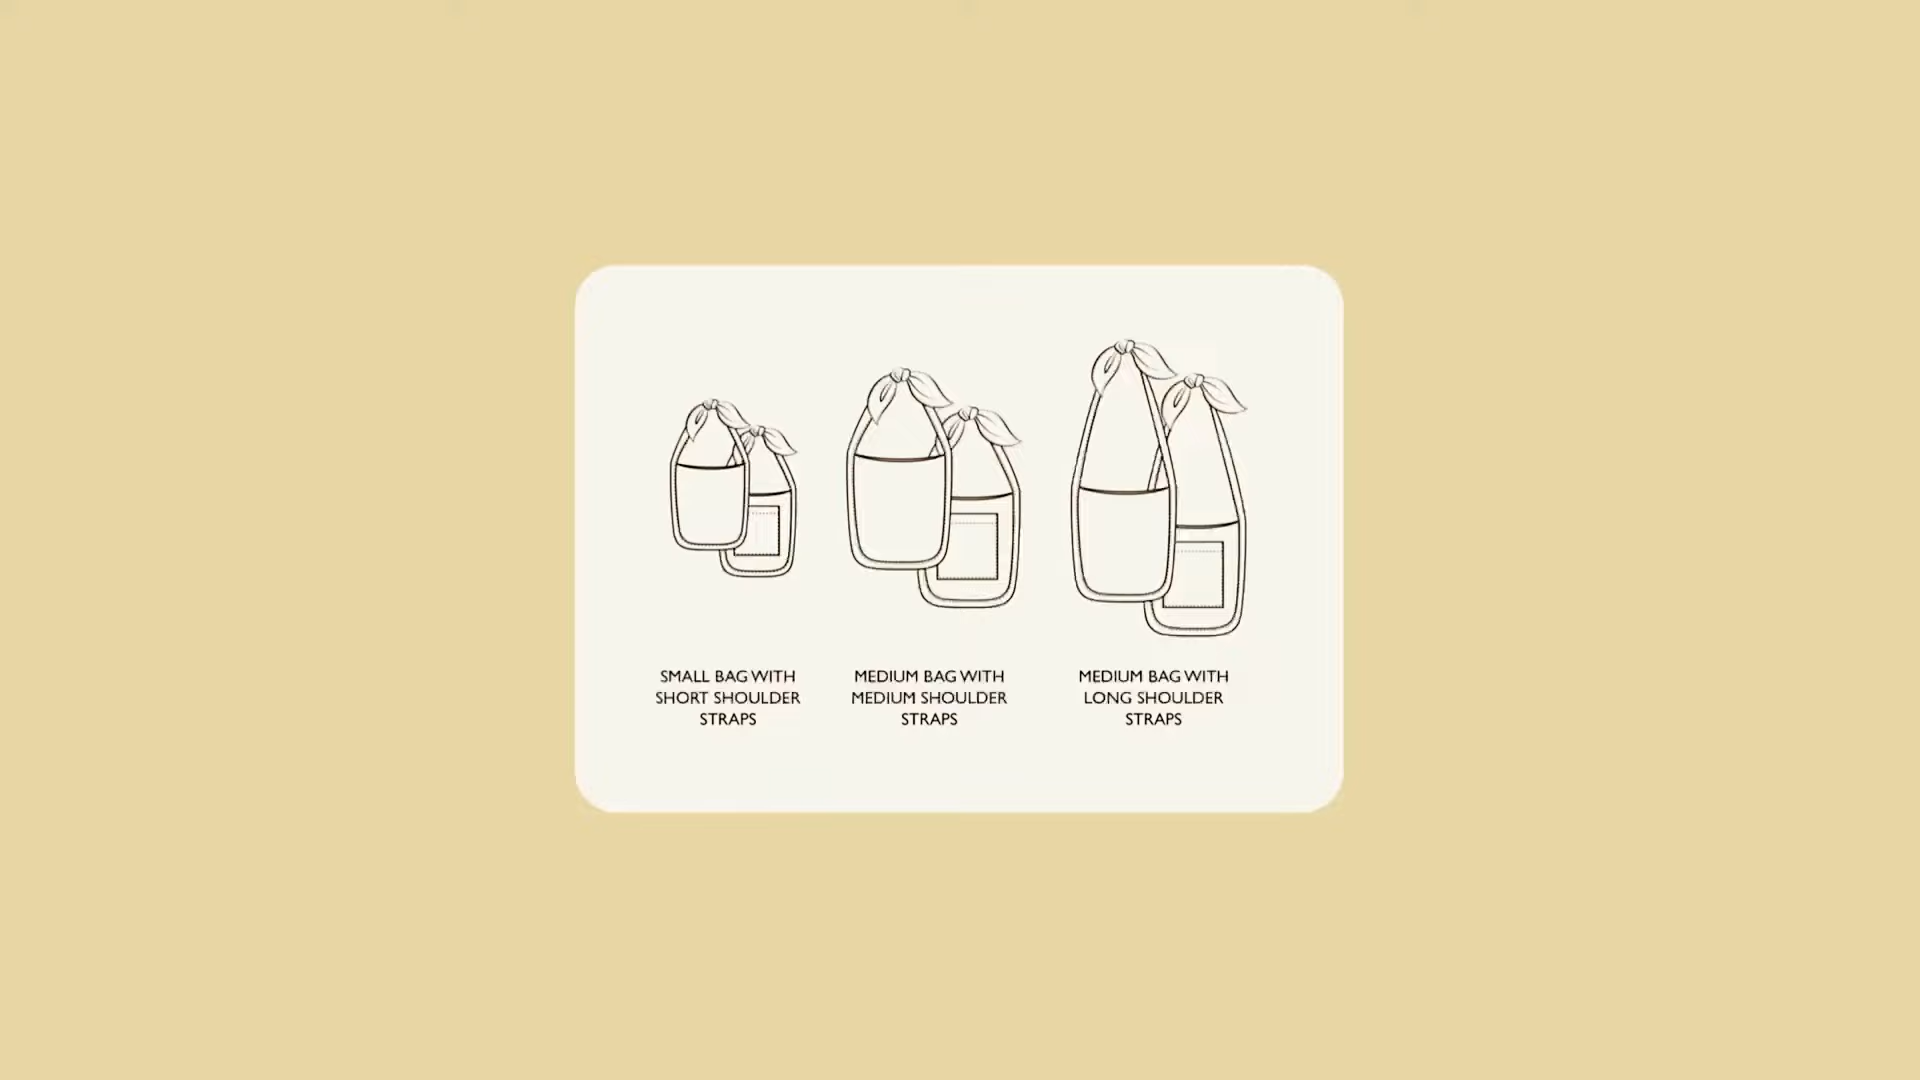 SMALL BAG WITH
SHORT SHOULDER
STRAPS
MEDIUM BAG WITH
MEDIUM SHOULDER
STRAPS
MEDIUM BAG WITH
LONG SHOULDER
STRAPS